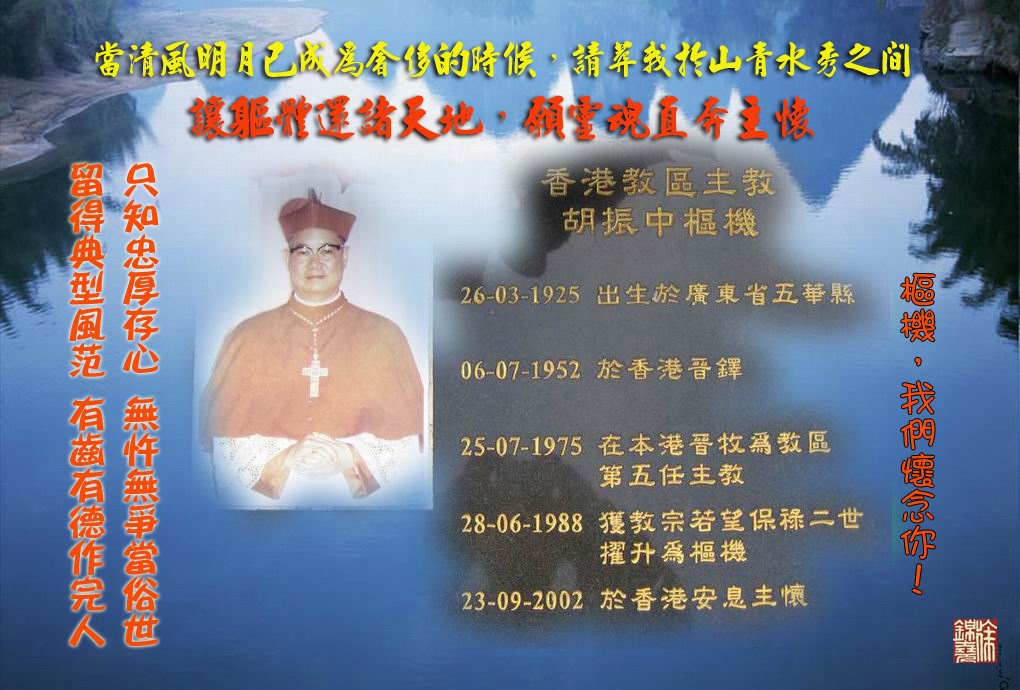 當清風明月已成為奢侈的時候，請葬我於山青水秀之間
讓軀體還諸天地，願靈魂直奔主懷
只知忠厚存心 無忤無爭當俗世
留得典型風范 有齒有德作完人
香港教區主教
胡振中樞機
26-03-1925 出生於廣東省五華縣
06-07-1952 於香港晉鐸
25-07-1975 在本港晉牧為教區
第五任主教
28-06-1988 獲教宗若望保祿二世
擢升為樞機
23-09-2002 於香港安息主懷
樞機，我們懷念你！